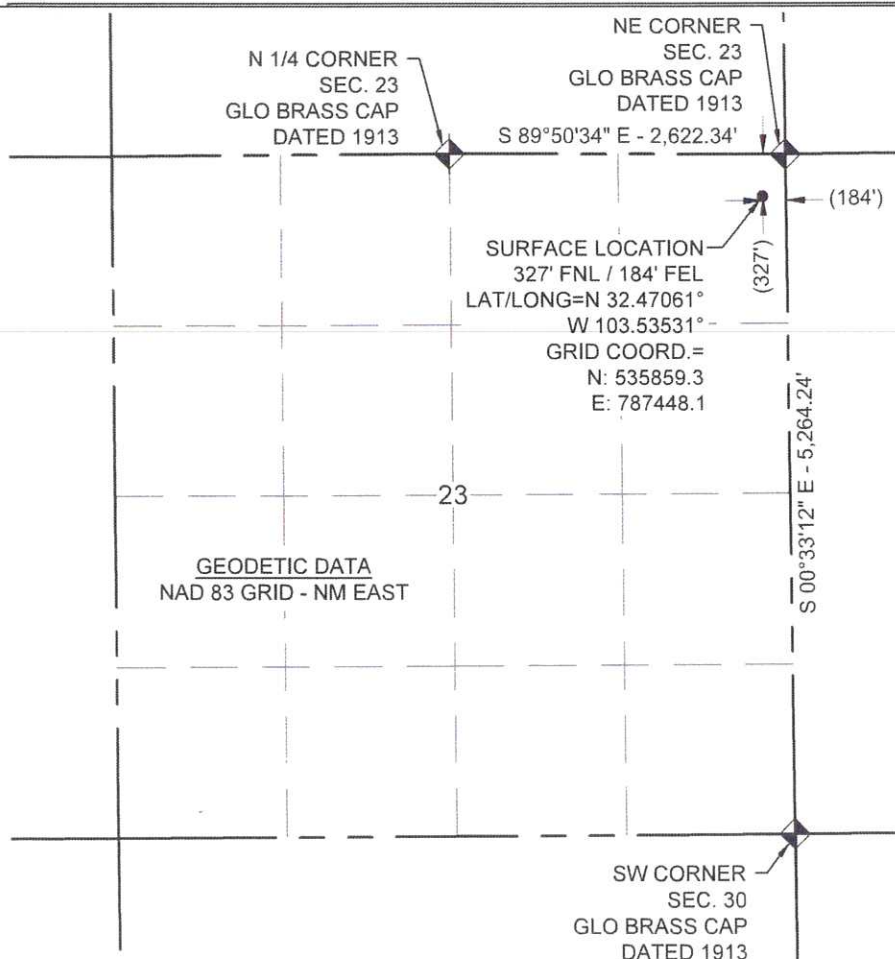 NE CORNER
SEC. 23
GLO BRASS CAP
DATED 1913
N 1/4 CORNER
SEC. 23
GLO BRASS CAP
DATED 1913
S 89°50'34" E - 2,622.34'
(184')
(327')
SURFACE LOCATION
327' FNL / 184' FEL
LAT/LONG=N 32.47061°
W 103.53531°
GRID COORD.=
N: 535859.3
E: 787448.1
S 00°33'12" E - 5,264.24'
23
GEODETIC DATA
NAD 83 GRID - NM EAST
SW CORNER
SEC. 30
GLO BRASS CAP
DATED 1913